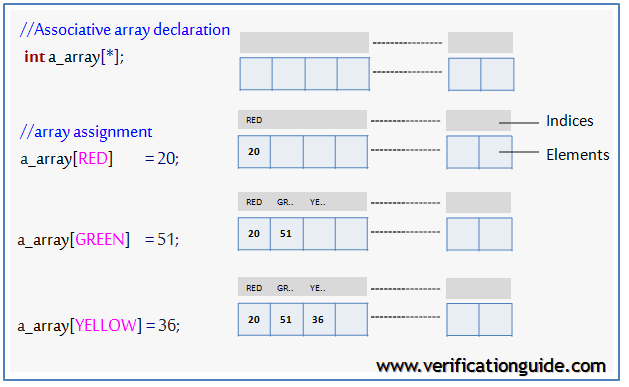 //Associative array declaration
int a_array[*];
//array assignment
RED
Indices
a_array[RED] = 20;
20
Elements
RED GR.. YE..
a_array[GREEN] = 51;
20 51
RED GR.. YE..
a_array[YELLOW] = 36;
20 51 36
www.verificationguide.com